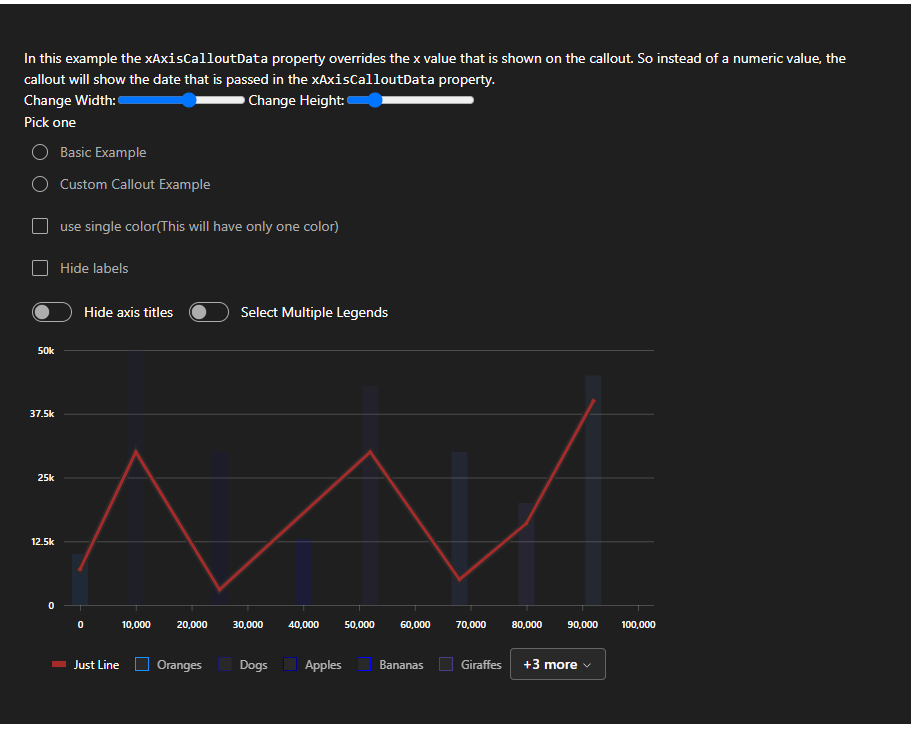 In this example the xAxisCalloutData property overrides the x value that is shown on the callout. So instead of a numeric value, the
callout will show the date that is passed in the xAxisCalloutData property.
Change Width: Change Height:
Pick one
Basic Example
Custom Callout Example
use single color(This will have only one color)
Hide labels
Hide axis titles Select Multiple Legends
50k
37.5k
25k
12.5k
0
0 10,000 20,000 30,000 40,000 50,000 60,000 70,000 80,000 90,000 100,000
Just Line Oranges Dogs Apples Bananas Giraffes +3 more